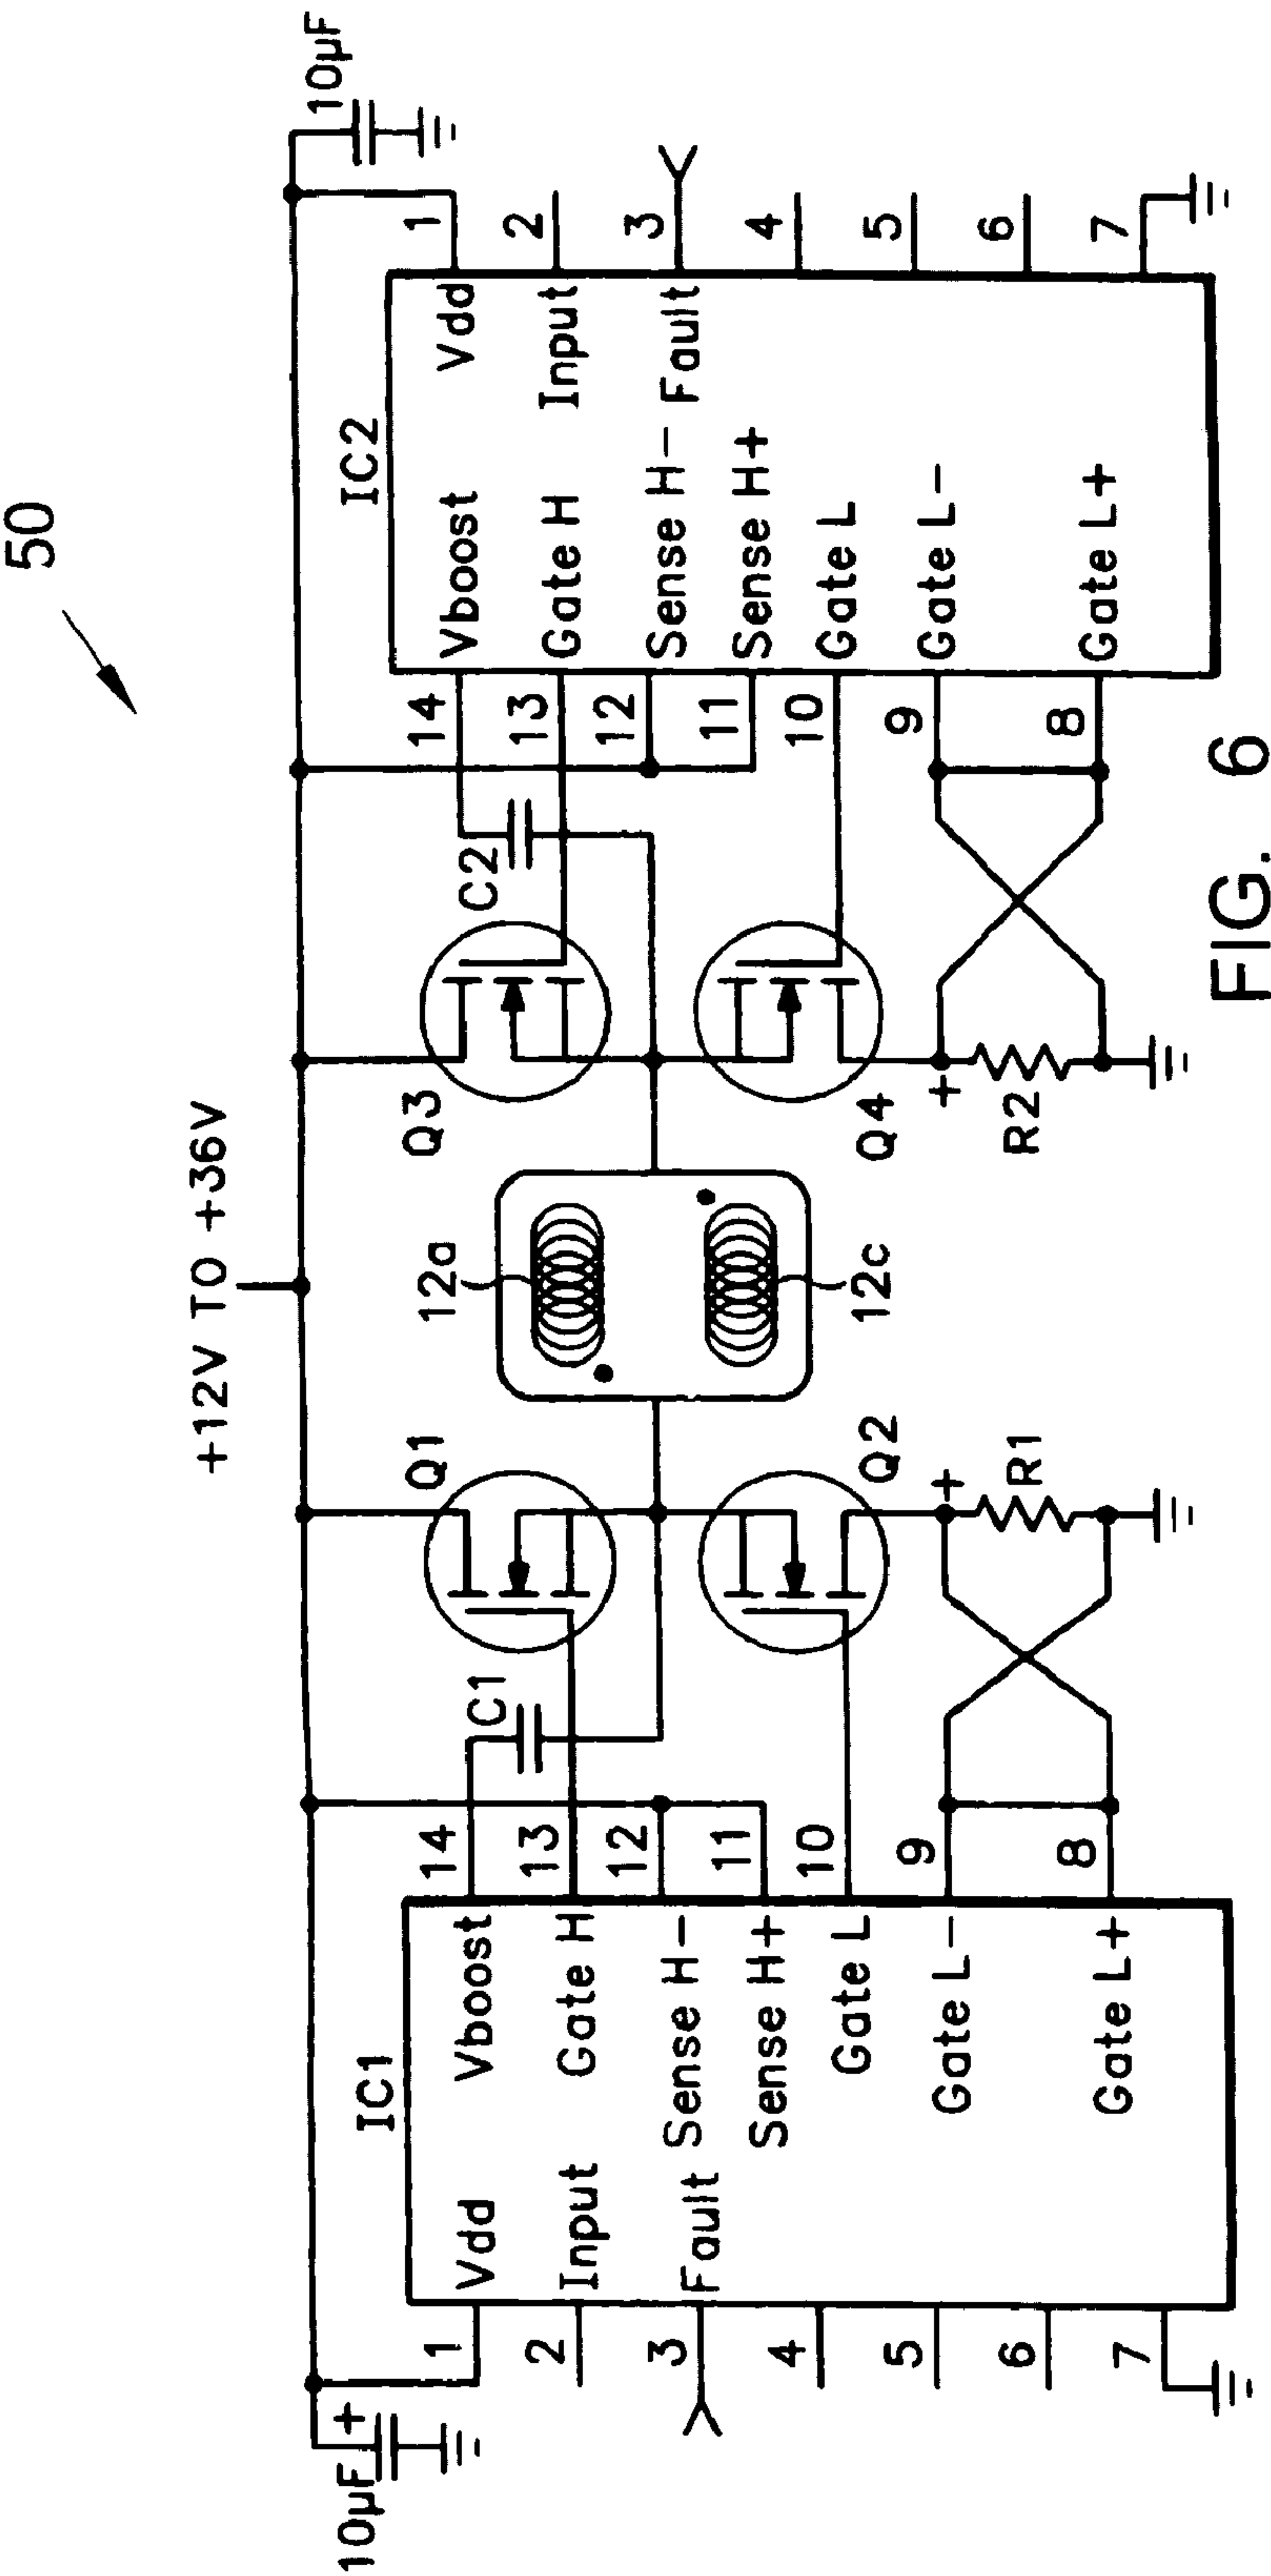 50
+12V TO +36V
10µF +
10µF
IC1
Vdd
Vboost
Input
Gate H
Fault
Sense H-
Sense H+
Gate L
Gate L-
Gate L+
1
2
3
4
5
6
7
14
13
12
11
10
9
8
C1
Q1
Q2
+
R1
12a
12c
Q3
Q4
+
R2
C2
14
13
12
11
10
9
8
IC2
Vboost
Vdd
Gate H
Input
Sense H-
Fault
Sense H+
Gate L
Gate L-
Gate L+
1
2
3
4
5
6
7
FIG. 6